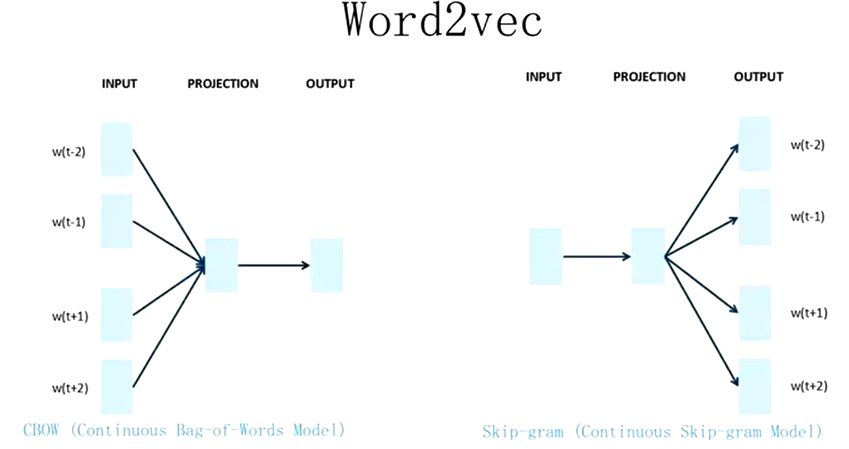 Word2vec
INPUT PROJECTION OUTPUT
w(t-2)
w(t-1)
w(t+1)
w(t+2)
CBOW (Continuous Bag-of-Words Model)
INPUT PROJECTION OUTPUT
w(t-2)
w(t-1)
w(t+1)
w(t+2)
Skip-gram (Continuous Skip-gram Model)